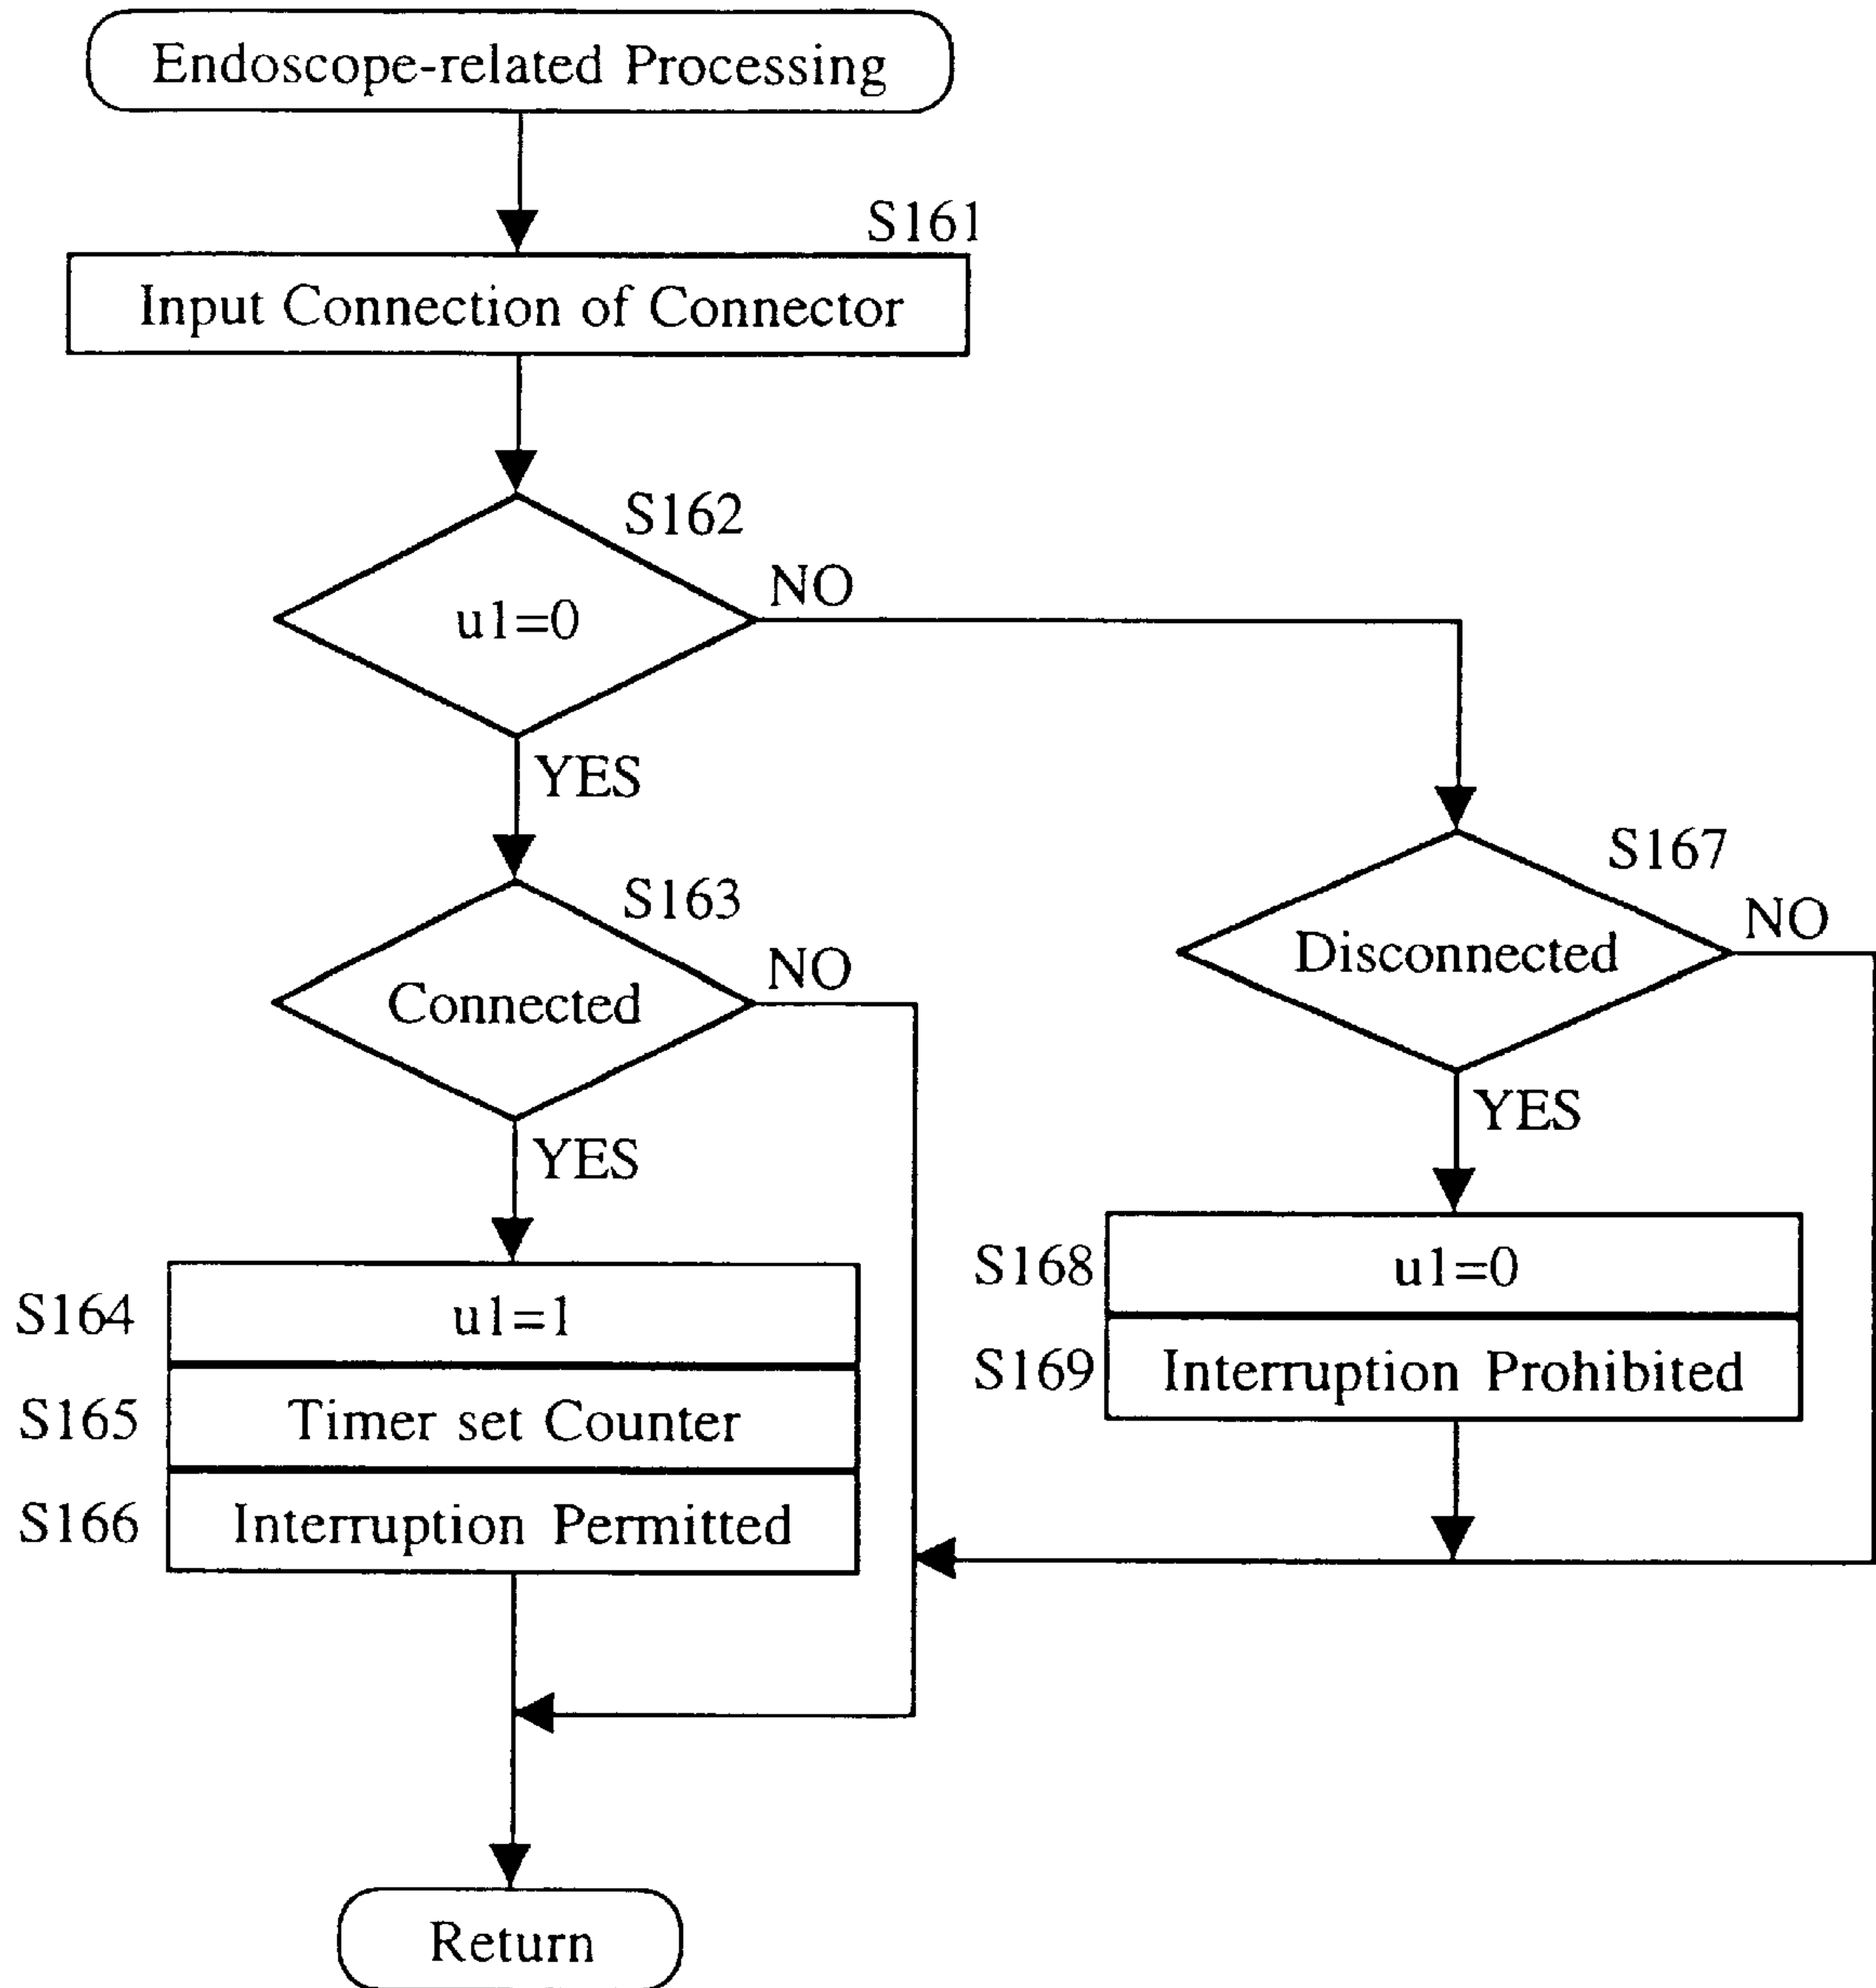 Endoscope-related Processing
S161
Input Connection of Connector
S162
u1=0
NO
YES
S163
Connected
NO
YES
S164
u1=1
S165
Timer set Counter
S166
Interruption Permitted
S167
Disconnected
NO
YES
S168
u1=0
S169
Interruption Prohibited
Return